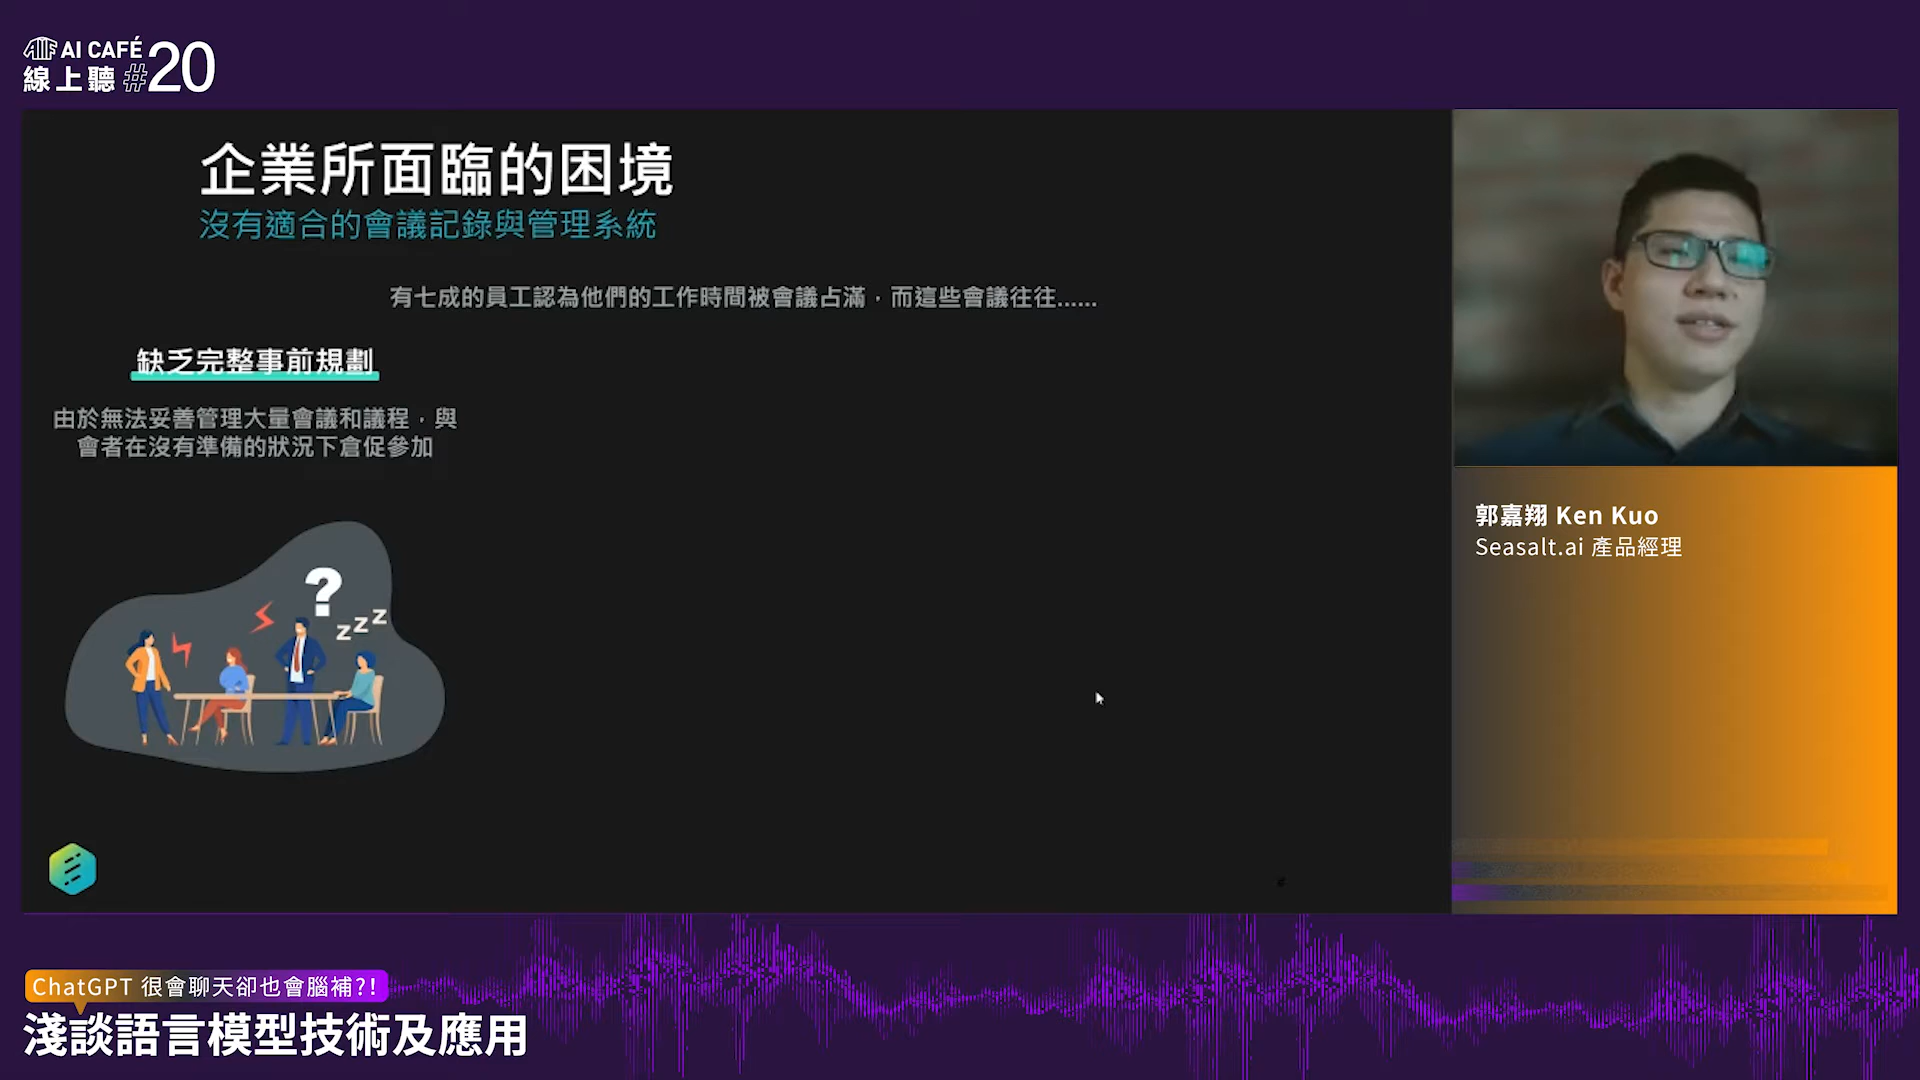 AIF AI CAFÉ
線上聽 #20
企業所面臨的困境
沒有適合的會議記錄與管理系統
有七成的員工認為他們的工作時間被會議占滿,而這些會議往往......
缺乏完整事前規劃
由於無法妥善管理大量會議和議程,與
會者在沒有準備的狀況下倉促參加
?
zzz
郭嘉翔 Ken Kuo
Seasalt.ai 產品經理
ChatGPT 很會聊天卻也會腦補?!
淺談語言模型技術及應用